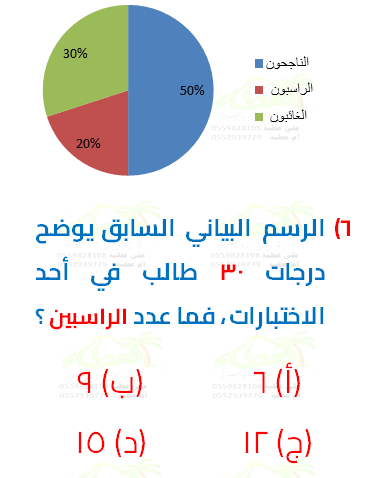 30%
50%
20%
الناجحون
الراسبون
الغائبون
٦) الرسم البياني السابق يوضح
درجات ٣٠ طالب في أحد
الاختبارات، فما عدد الراسبين ؟
(أ) ٦ (ب) ٩
(ج) ١٢ (د) ١٥